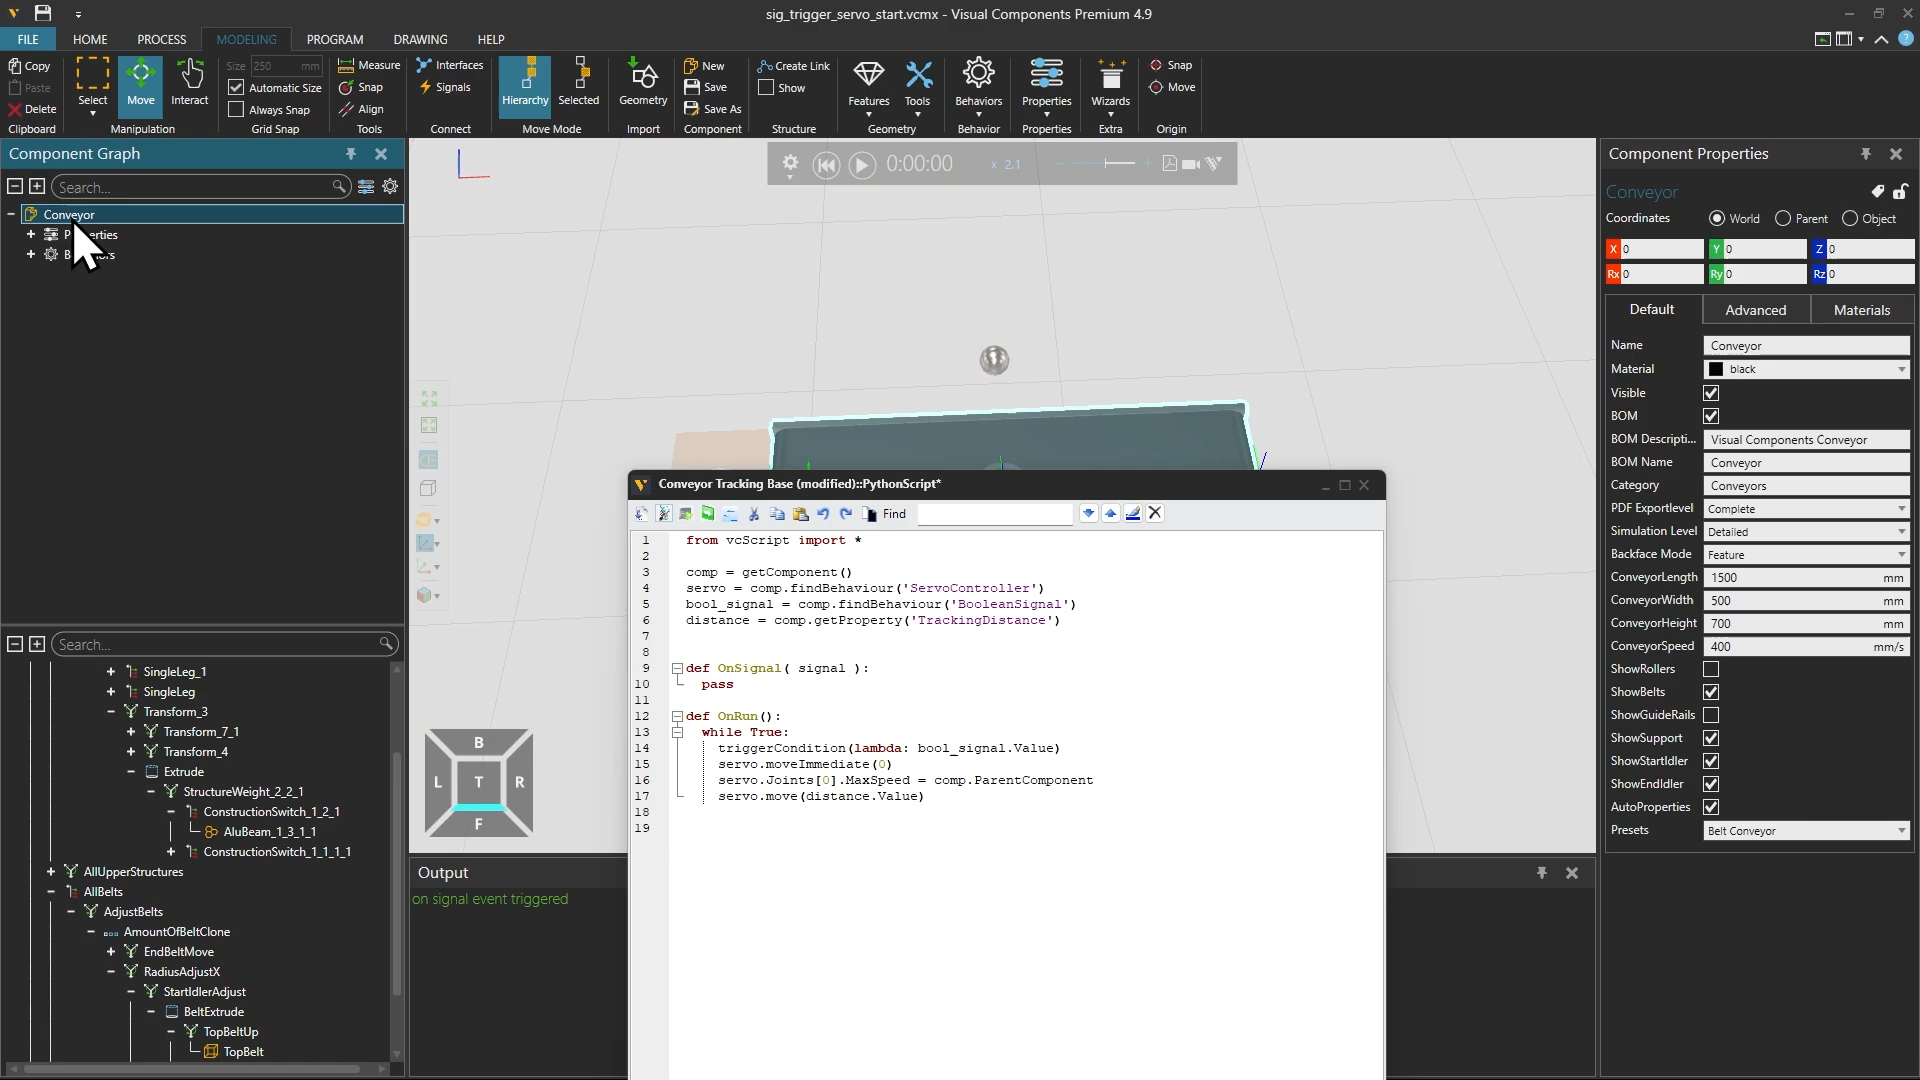 sig_trigger_servo_start.vcmx - Visual Components Premium 4.9
FILE
HOME
PROCESS
MODELING
PROGRAM
DRAWING
HELP
Copy
Paste
Delete
Clipboard
Select
Move
Interact
Manipulation
Size 250 mm
Automatic Size
Always Snap
Grid Snap
Measure
Snap
Align
Tools
Interfaces
Signals
Connect
Hierarchy
Selected
Move Mode
Geometry
Import
New
Save
Save As
Component
Create Link
Show
Structure
Features
Tools
Geometry
Behaviors
Behavior
Properties
Properties
Wizards
Extra
Snap
Move
Origin
Component Graph
Search...
Conveyor
Search...
SingleLeg_1
SingleLeg
Transform_3
Transform_7_1
Transform_4
Extrude
StructureWeight_2_2_1
ConstructionSwitch_1_2_1
AluBeam_1_3_1_1
ConstructionSwitch_1_1_1_1
AllUpperStructures
AllBelts
AdjustBelts
AmountOfBeltClone
EndBeltMove
RadiusAdjustX
StartIdlerAdjust
BeltExtrude
TopBeltUp
TopBelt
0:00:00
x 2.1
B
L T R
F
Conveyor Tracking Base (modified)::PythonScript*
Find
1 from vcScript import *
2
3 comp = getComponent()
4 servo = comp.findBehaviour('ServoController')
5 bool_signal = comp.findBehaviour('BooleanSignal')
6 distance = comp.getProperty('TrackingDistance')
7
8
9 def OnSignal( signal ):
10 pass
11
12 def OnRun():
13 while True:
14 triggerCondition(lambda: bool_signal.Value)
15 servo.moveImmediate(0)
16 servo.Joints[0].MaxSpeed = comp.ParentComponent
17 servo.move(distance.Value)
18
19
Output
on signal event triggered
Component Properties
Conveyor
Coordinates
World
Parent
Object
X 0
Y 0
Z 0
Rx 0
Ry 0
Rz 0
Default
Advanced
Materials
Name Conveyor
Material black
Visible
BOM
BOM Descripti... Visual Components Conveyor
BOM Name Conveyor
Category Conveyors
PDF Exportlevel Complete
Simulation Level Detailed
Backface Mode Feature
ConveyorLength 1500 mm
ConveyorWidth 500 mm
ConveyorHeight 700 mm
ConveyorSpeed 400 mm/s
ShowRollers
ShowBelts
ShowGuideRails
ShowSupport
ShowStartIdler
ShowEndIdler
AutoProperties
Presets Belt Conveyor